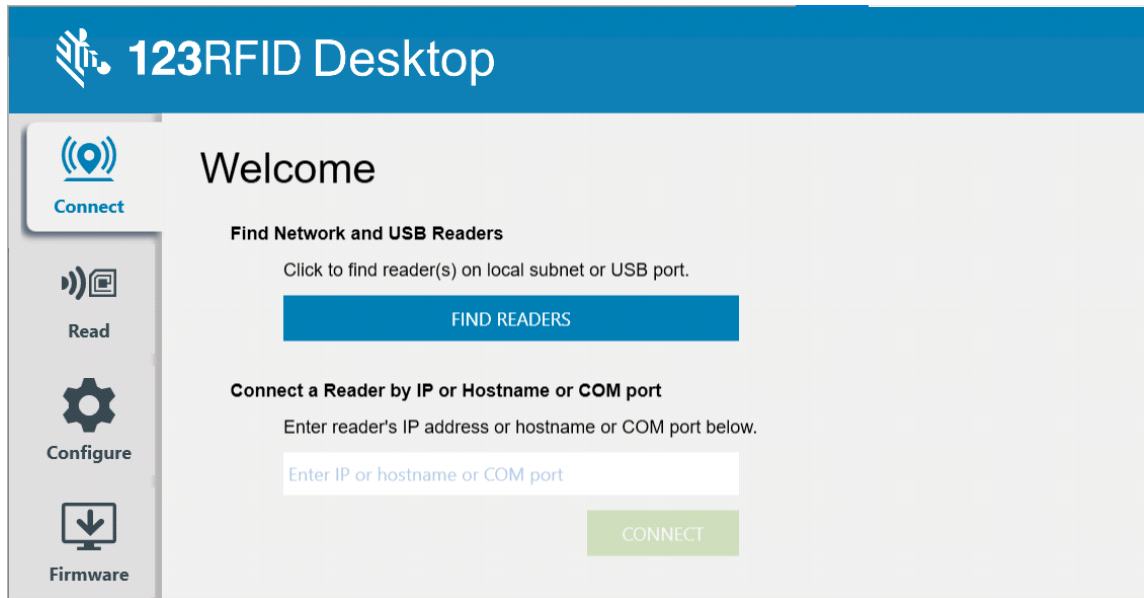 123RFID Desktop
Connect
Read
Configure
Firmware
Welcome
Find Network and USB Readers
Click to find reader(s) on local subnet or USB port.
FIND READERS
Connect a Reader by IP or Hostname or COM port
Enter reader's IP address or hostname or COM port below.
Enter IP or hostname or COM port
CONNECT